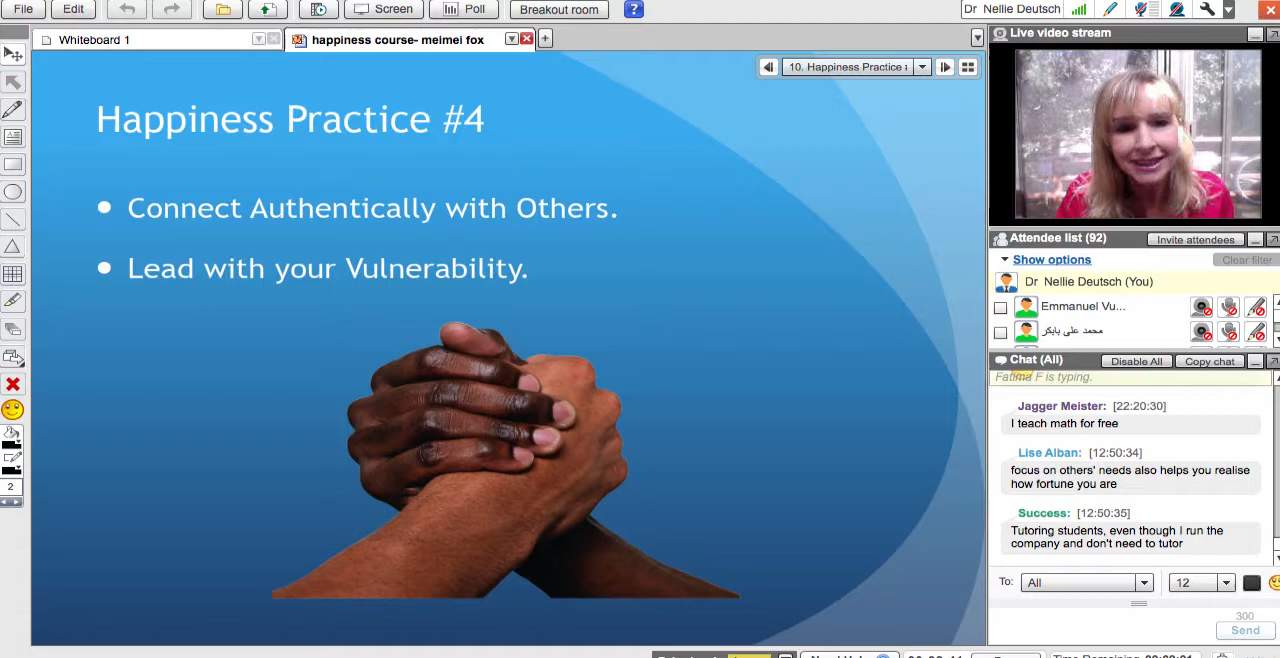 File Edit Screen Poll Breakout room ? Dr Nellie Deutsch
Whiteboard 1
happiness course- meimei fox
10. Happiness Practice
Happiness Practice #4
Connect Authentically with Others.
Lead with your Vulnerability.
2
Live video stream
Attendee list (92) Invite attendees
Show options Clear filter
Dr Nellie Deutsch (You)
Emmanuel Vu...
محمد علی بابکر
Chat (All) Disable All Copy chat
Fatima F is typing.
Jagger Meister: [22:20:30]
I teach math for free
Lise Alban: [12:50:34]
focus on others' needs also helps you realise
how fortune you are
Success: [12:50:35]
Tutoring students, even though I run the
company and don't need to tutor
To: All 12
300
Send